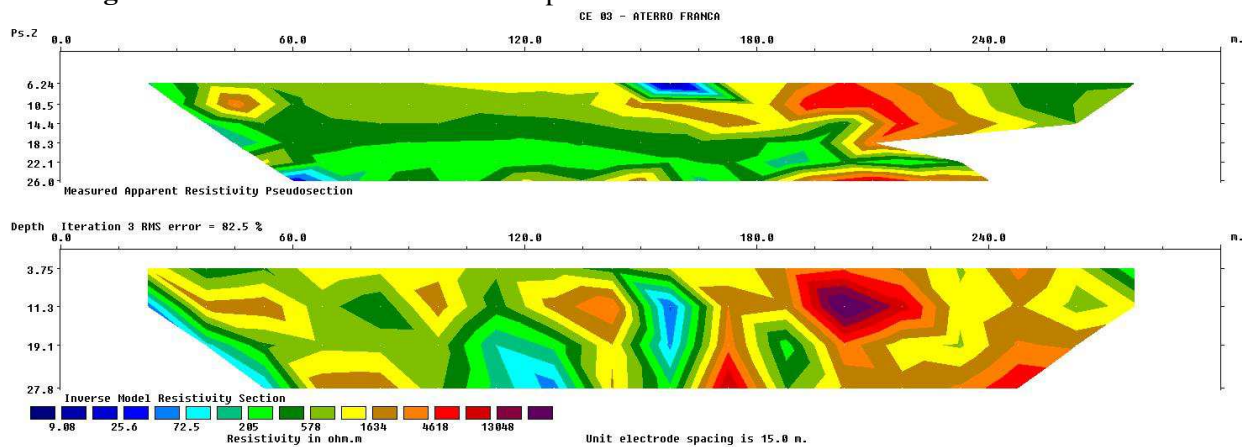 CE 03 - ATERRO FRANCA
Ps.Z 0.0 60.0 120.0 180.0 240.0 m.
6.24
10.5
14.4
18.3
22.1
26.0
Measured Apparent Resistivity Pseudosection
Depth Iteration 3 RMS error = 82.5 %
0.0 60.0 120.0 180.0 240.0 m.
3.75
11.3
19.1
27.8
Inverse Model Resistivity Section
9.08 25.6 72.5 205 578 1634 4618 13048
Resistivity in ohm.m Unit electrode spacing is 15.0 m.